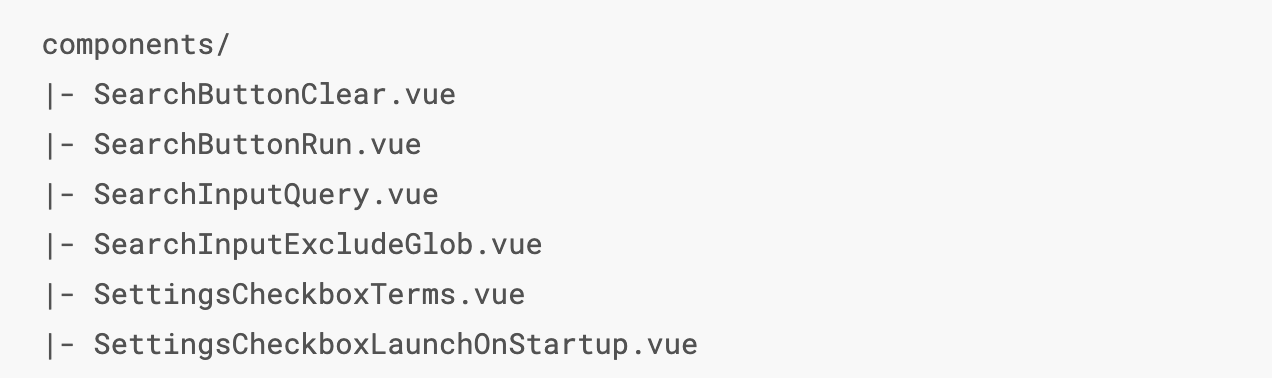 components/
|- SearchButtonClear.vue
|- SearchButtonRun.vue
|- SearchInputQuery.vue
|- SearchInputExcludeGlob.vue
|- SettingsCheckboxTerms.vue
|- SettingsCheckboxLaunchOnStartup.vue